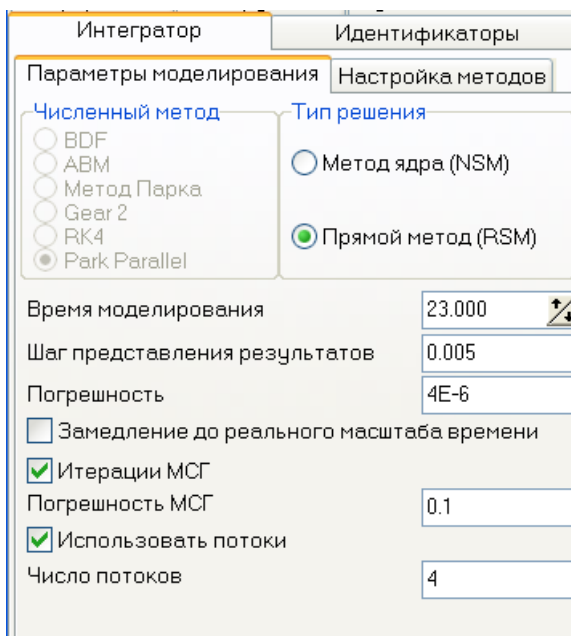 Интегратор Идентификаторы
Параметры моделирования Настройка методов
Численный метод
BDF
ABM
Метод Парка
Gear 2
RK4
Park Parallel
Тип решения
Метод ядра (NSM)
Прямой метод (RSM)
Время моделирования 23.000
Шаг представления результатов 0.005
Погрешность 4E-6
Замедление до реального масштаба времени
Итерации МСГ
Погрешность МСГ 0.1
Использовать потоки
Число потоков 4